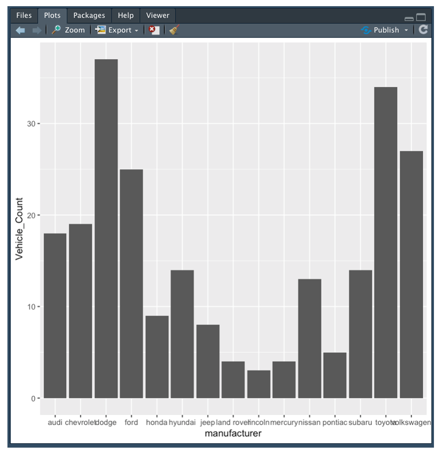 Files Plots Packages Help Viewer
Zoom Export Publish
Vehicle_Count
30
20
10
0
audi chevrolet dodge ford honda hyundai jeep land rover lincoln mercury nissan pontiac subaru toyota volkswagen
manufacturer